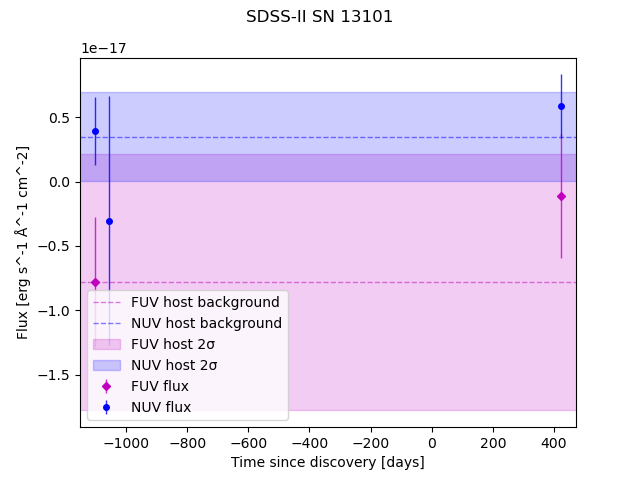 SDSS-II SN 13101
1e−17
Flux [erg s^-1 Å^-1 cm^-2]
0.5
0.0
−0.5
−1.0
−1.5
FUV host background
NUV host background
FUV host 2σ
NUV host 2σ
FUV flux
NUV flux
−1000 −800 −600 −400 −200 0 200 400
Time since discovery [days]